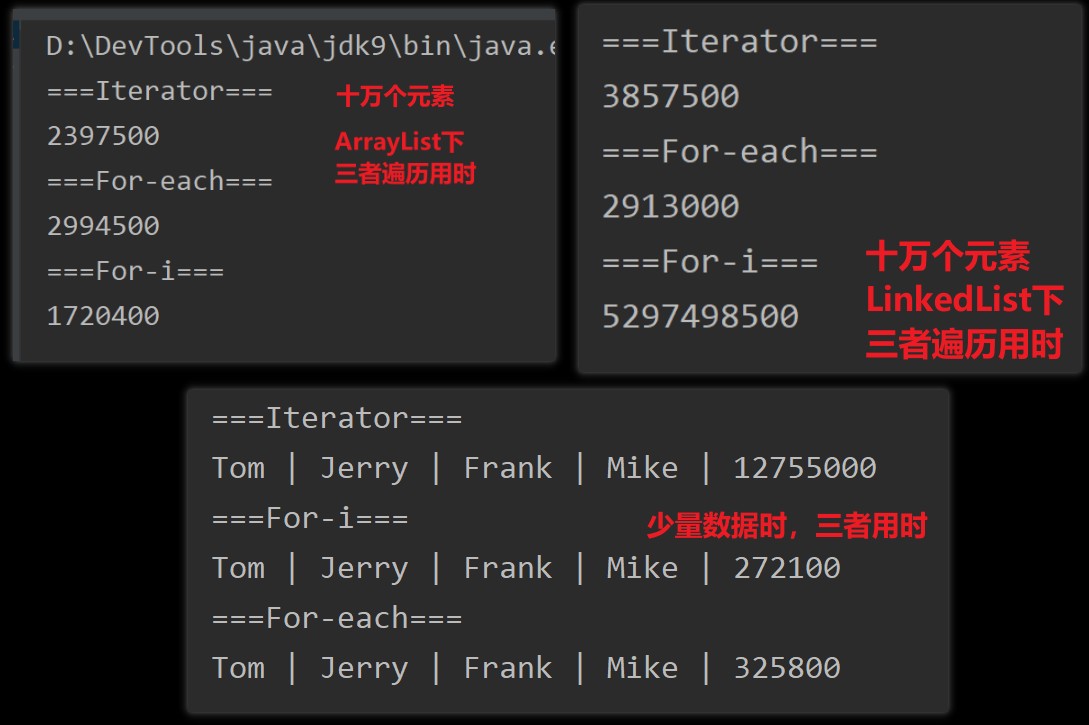 D:\DevTools\java\jdk9\bin\java.e
===Iterator===
2397500
===For-each===
2994500
===For-i===
1720400
十万个元素
ArrayList下
三者遍历用时
===Iterator===
3857500
===For-each===
2913000
===For-i===
5297498500
十万个元素
LinkedList下
三者遍历用时
===Iterator===
Tom | Jerry | Frank | Mike | 12755000
===For-i===
少量数据时，三者用时
Tom | Jerry | Frank | Mike | 272100
===For-each===
Tom | Jerry | Frank | Mike | 325800